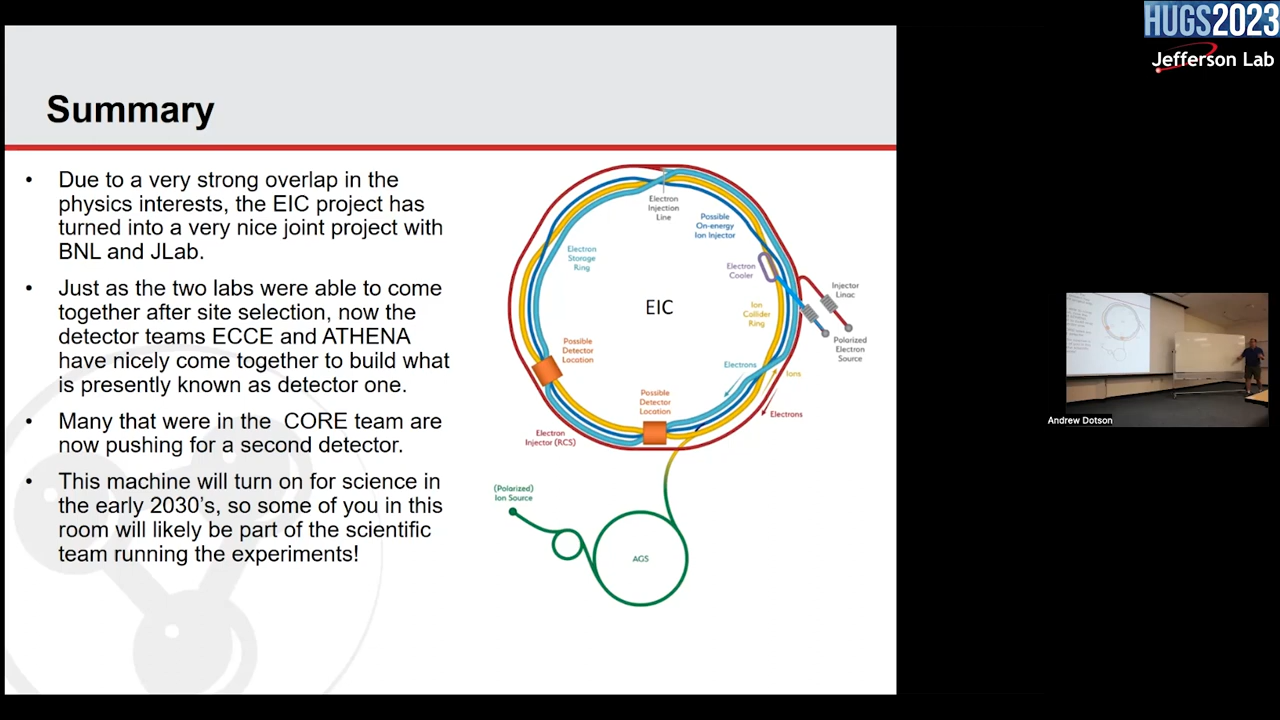 HUGS2023
Jefferson Lab
Summary
• Due to a very strong overlap in the
physics interests, the EIC project has
turned into a very nice joint project with
BNL and JLab.
• Just as the two labs were able to come
together after site selection, now the
detector teams ECCE and ATHENA
have nicely come together to build what
is presently known as detector one.
• Many that were in the  CORE team are
now pushing for a second detector.
• This machine will turn on for science in
the early 2030's, so some of you in this
room will likely be part of the scientific
team running the experiments!
Electron
Injection
Line
Possible
On-energy
Ion Injector
Electron
Storage
Ring
Electron
Cooler
Injector
Linac
EIC
Ion
Collider
Ring
Polarized
Electron
Source
Possible
Detector
Location
Electrons
Ions
Possible
Detector
Location
Electrons
Electron
Injector (RCS)
(Polarized)
Ion Source
AGS
Andrew Dotson